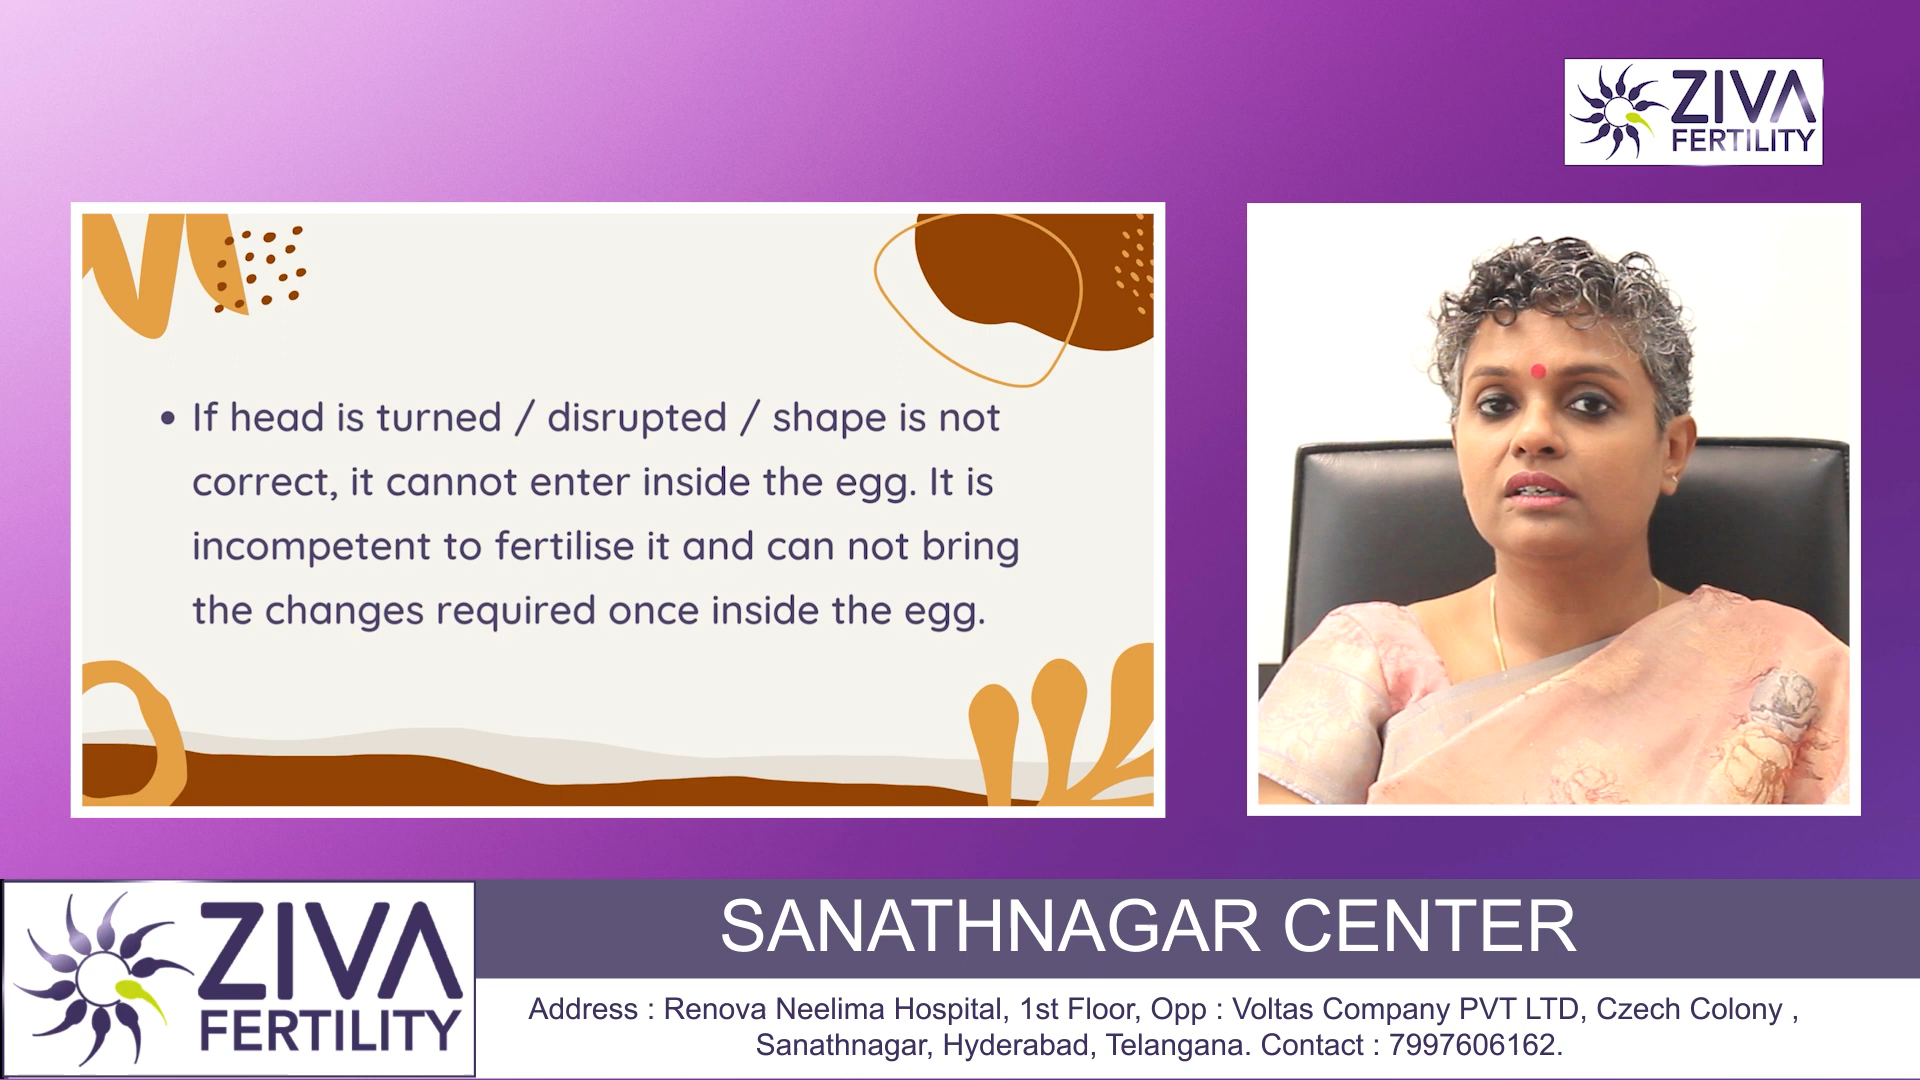 ZIVA
FERTILITY
• If head is turned / disrupted / shape is not
correct, it cannot enter inside the egg. It is
incompetent to fertilise it and can not bring
the changes required once inside the egg.
ZIVA
FERTILITY
SANATHNAGAR CENTER
Address : Renova Neelima Hospital, 1st Floor, Opp : Voltas Company PVT LTD, Czech Colony ,
Sanathnagar, Hyderabad, Telangana. Contact : 7997606162.